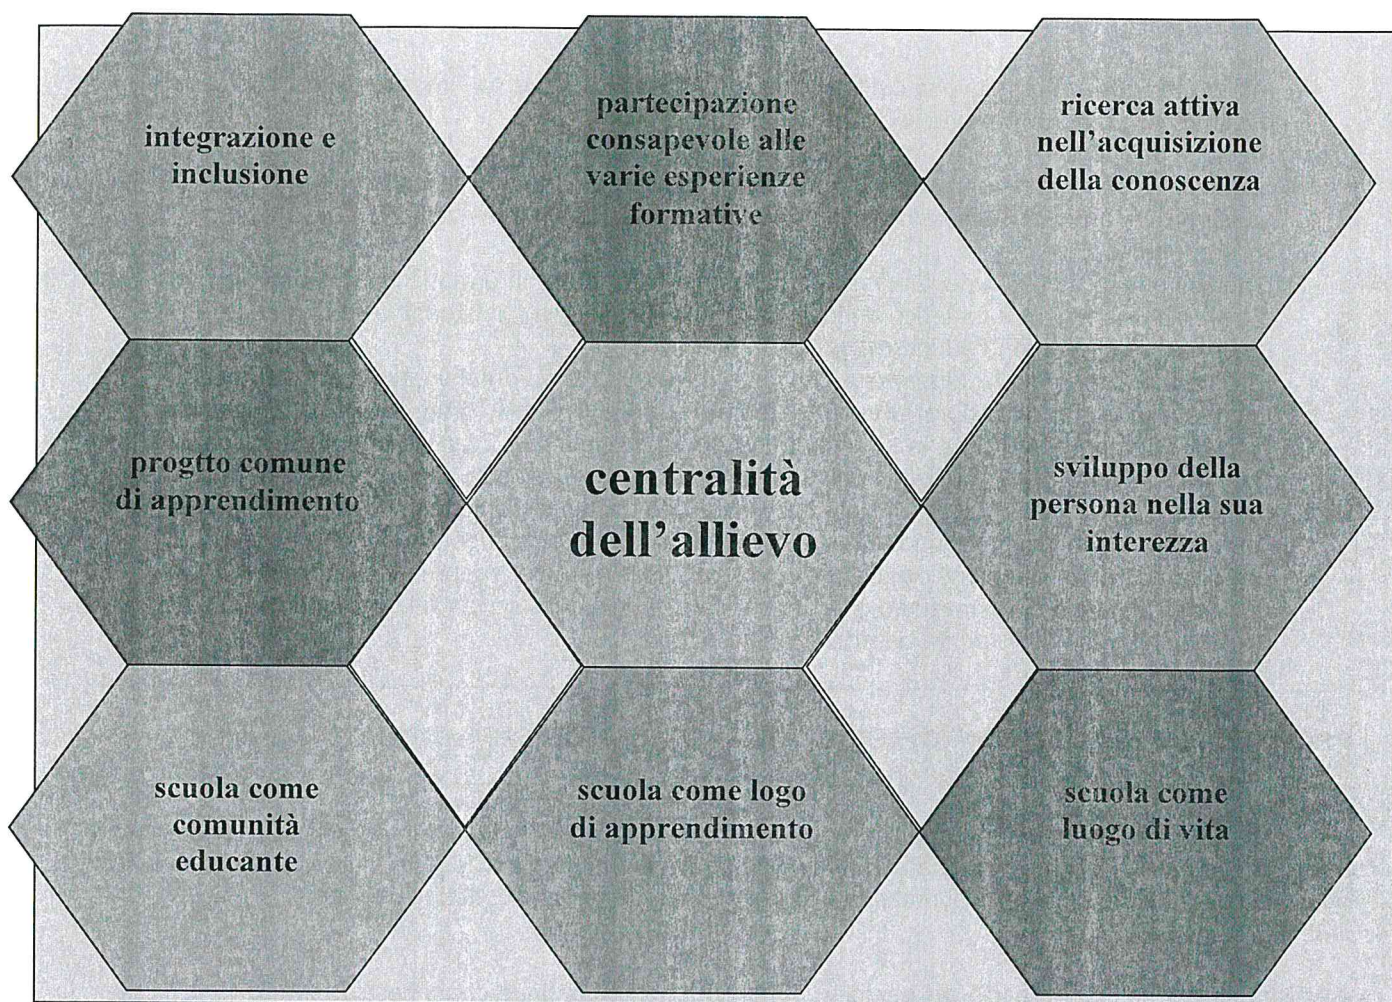 integrazione e
inclusione
partecipazione
consapevole alle
varie esperienze
formative
ricerca attiva
nell'acquisizione
della conoscenza
progtto comune
di apprendimento
centralità
dell'allievo
sviluppo della
persona nella sua
interezza
scuola come
comunità
educante
scuola come logo
di apprendimento
scuola come
luogo di vita